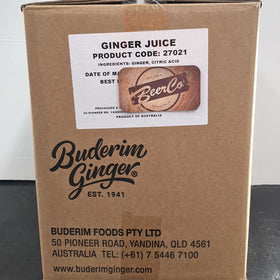 GINGER JUICE
PRODUCT CODE: 27021
INGREDIENTS: GINGER, CITRIC ACID
DATE OF MA
BEST
BeerCo
PRODUCT OF AUSTRALIA
Buderim
Ginger®
EST. 1941
BUDERIM FOODS PTY LTD
50 PIONEER ROAD, YANDINA, QLD 4561
AUSTRALIA TEL: (+61) 7 5446 7100
www.buderimginger.com